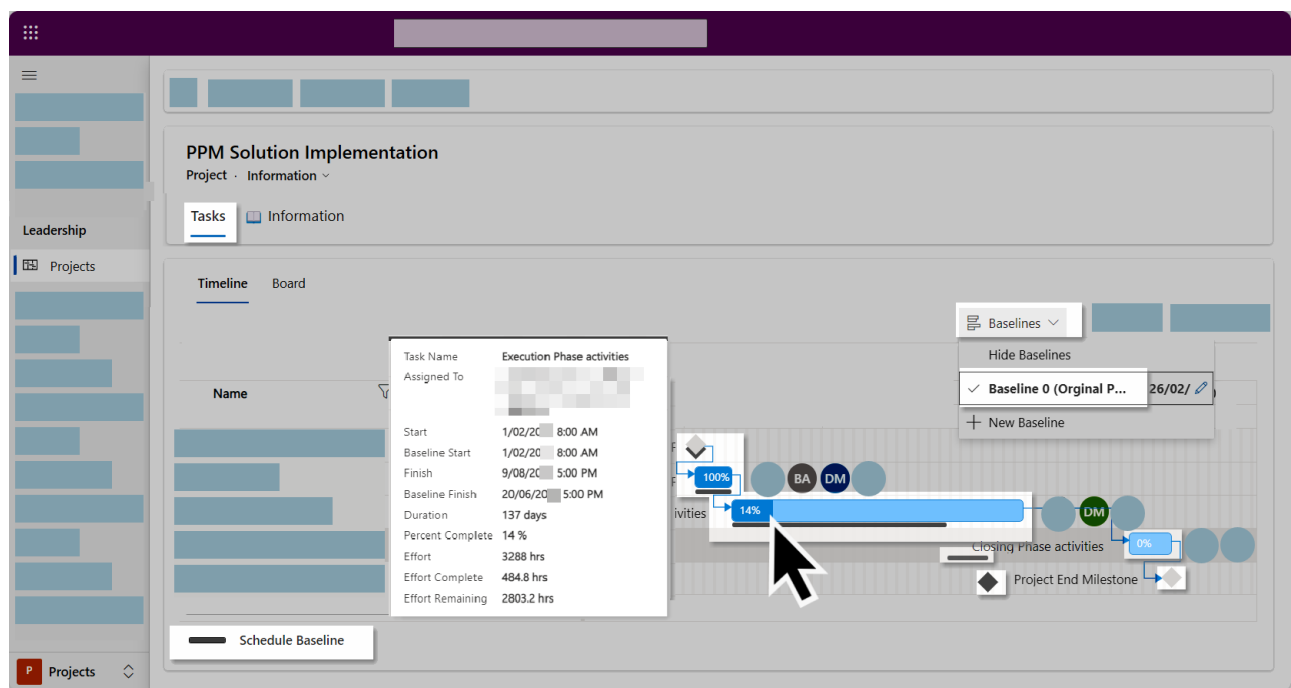 PPM Solution Implementation
Project · Information
Tasks
Information
Leadership
Projects
Timeline
Board
Baselines
Hide Baselines
Baseline 0 (Orginal P...
26/02/
New Baseline
Name
Task Name Execution Phase activities
Assigned To
Start 1/02/20 8:00 AM
Baseline Start 1/02/20 8:00 AM
Finish 9/08/20 5:00 PM
Baseline Finish 20/06/20 5:00 PM
Duration 137 days
Percent Complete 14 %
Effort 3288 hrs
Effort Complete 484.8 hrs
Effort Remaining 2803.2 hrs
100%
BA
DM
ivities
14%
DM
Closing Phase activities
0%
Project End Milestone
Schedule Baseline
P
Projects